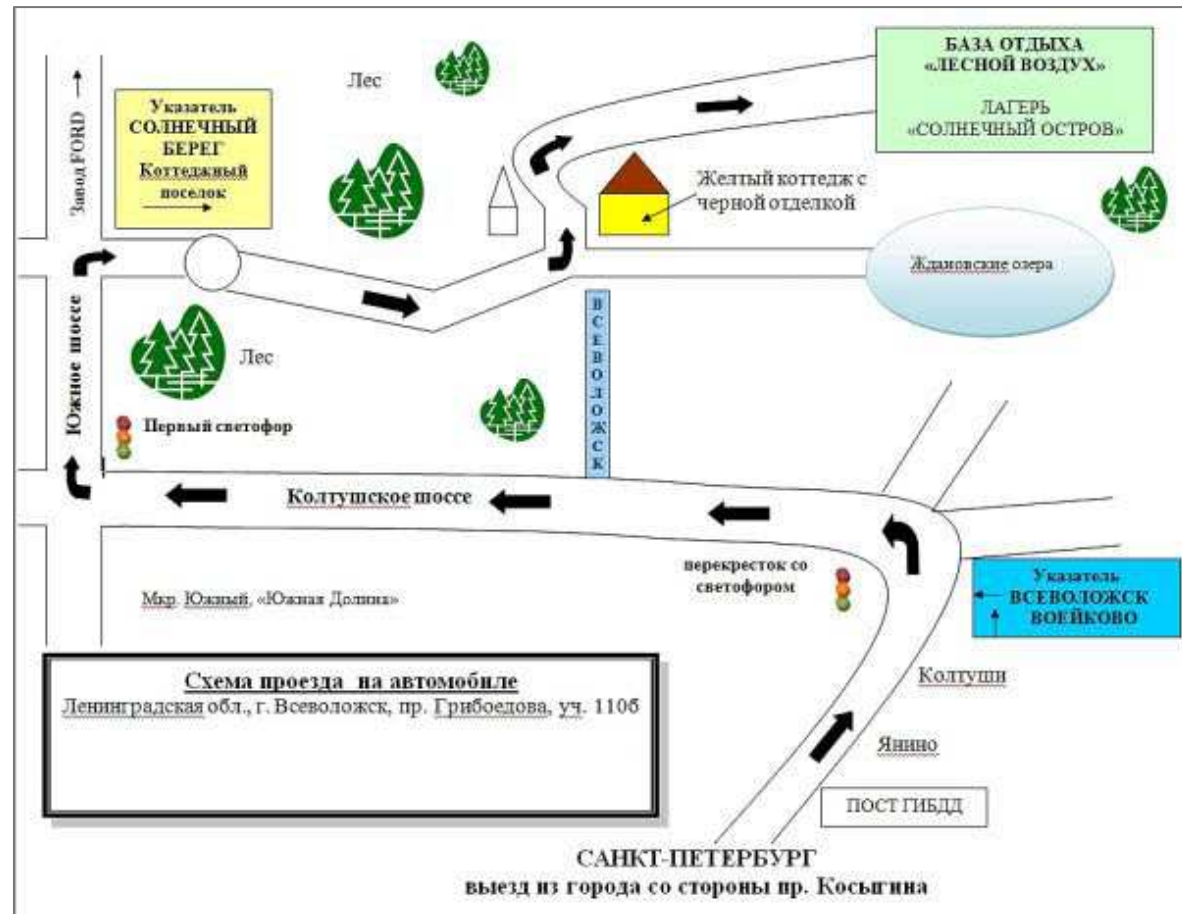 БАЗА ОТДЫХА
«ЛЕСНОЙ ВОЗДУХ»
ЛАГЕРЬ
«СОЛНЕЧНЫЙ ОСТРОВ»
Завод FORD
Указатель
СОЛНЕЧНЫЙ
БЕРЕГ
Коттеджный
поселок
Лес
Желтый коттедж с
черной отделкой
Ждановские озера
Южное шоссе
Лес
Первый светофор
ВСЕВОЛОЖСК
Колтушское шоссе
перекресток со
светофором
Указатель
ВСЕВОЛОЖСК
ВОЕЙКОВО
Мкр. Южный, «Южная Долина»
Схема проезда на автомобиле
Ленинградская обл., г. Всеволожск, пр. Грибоедова, уч. 110б
Колтуши
Янино
ПОСТ ГИБДД
САНКТ-ПЕТЕРБУРГ
выезд из города со стороны пр. Косыгина